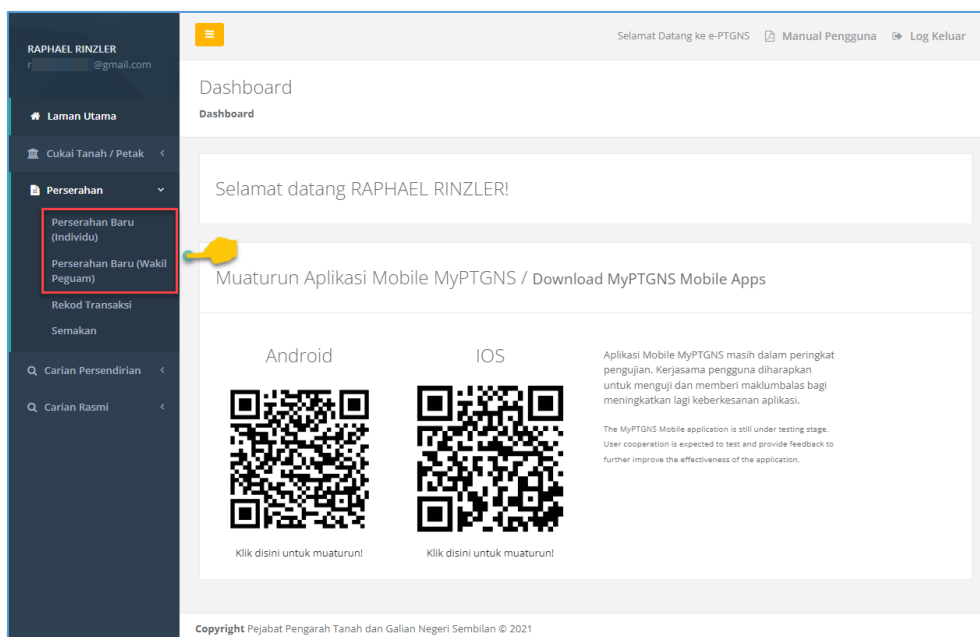 RAPHAEL RINZLER
r @gmail.com
Laman Utama
Cukai Tanah / Petak
Perserahan
Perserahan Baru
(Individu)
Perserahan Baru (Wakil
Peguam)
Rekod Transaksi
Semakan
Carian Persendirian
Carian Rasmi
Selamat Datang ke e-PTGNS Manual Pengguna Log Keluar
Dashboard
Dashboard
Selamat datang RAPHAEL RINZLER!
Muaturun Aplikasi Mobile MyPTGNS / Download MyPTGNS Mobile Apps
Android
Klik disini untuk muaturun!
IOS
Klik disini untuk muaturun!
Aplikasi Mobile MyPTGNS masih dalam peringkat
pengujian. Kerjasama pengguna diharapkan
untuk menguji dan memberi maklumbalas bagi
meningkatkan lagi keberkesanan aplikasi.
The MyPTGNS Mobile application is still under testing stage.
User cooperation is expected to test and provide feedback to
further improve the effectiveness of the application.
Copyright Pejabat Pengarah Tanah dan Galian Negeri Sembilan © 2021